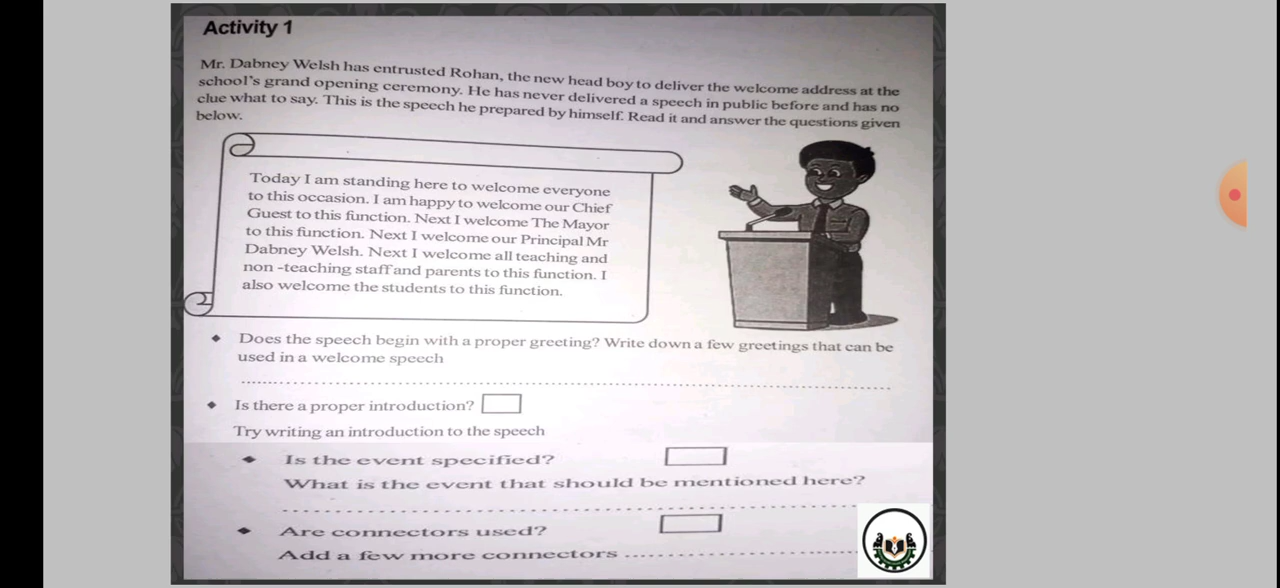 Activity 1
Mr. Dabney Welsh has entrusted Rohan, the new head boy to deliver the welcome address at the
school's grand opening ceremony. He has never delivered a speech in public before and has no
clue what to say. This is the speech he prepared by himself. Read it and answer the questions given
below.
Today I am standing here to welcome everyone
to this occasion. I am happy to welcome our Chief
Guest to this function. Next I welcome The Mayor
to this function. Next I welcome our Principal Mr
Dabney Welsh. Next I welcome all teaching and
non -teaching staff and parents to this function. I
also welcome the students to this function.
Does the speech begin with a proper greeting? Write down a few greetings that can be
used in a welcome speech
Is there a proper introduction?
Try writing an introduction to the speech
Is the event specified?
What is the event that should be mentioned here?
Are connectors used?
Add a few more connectors